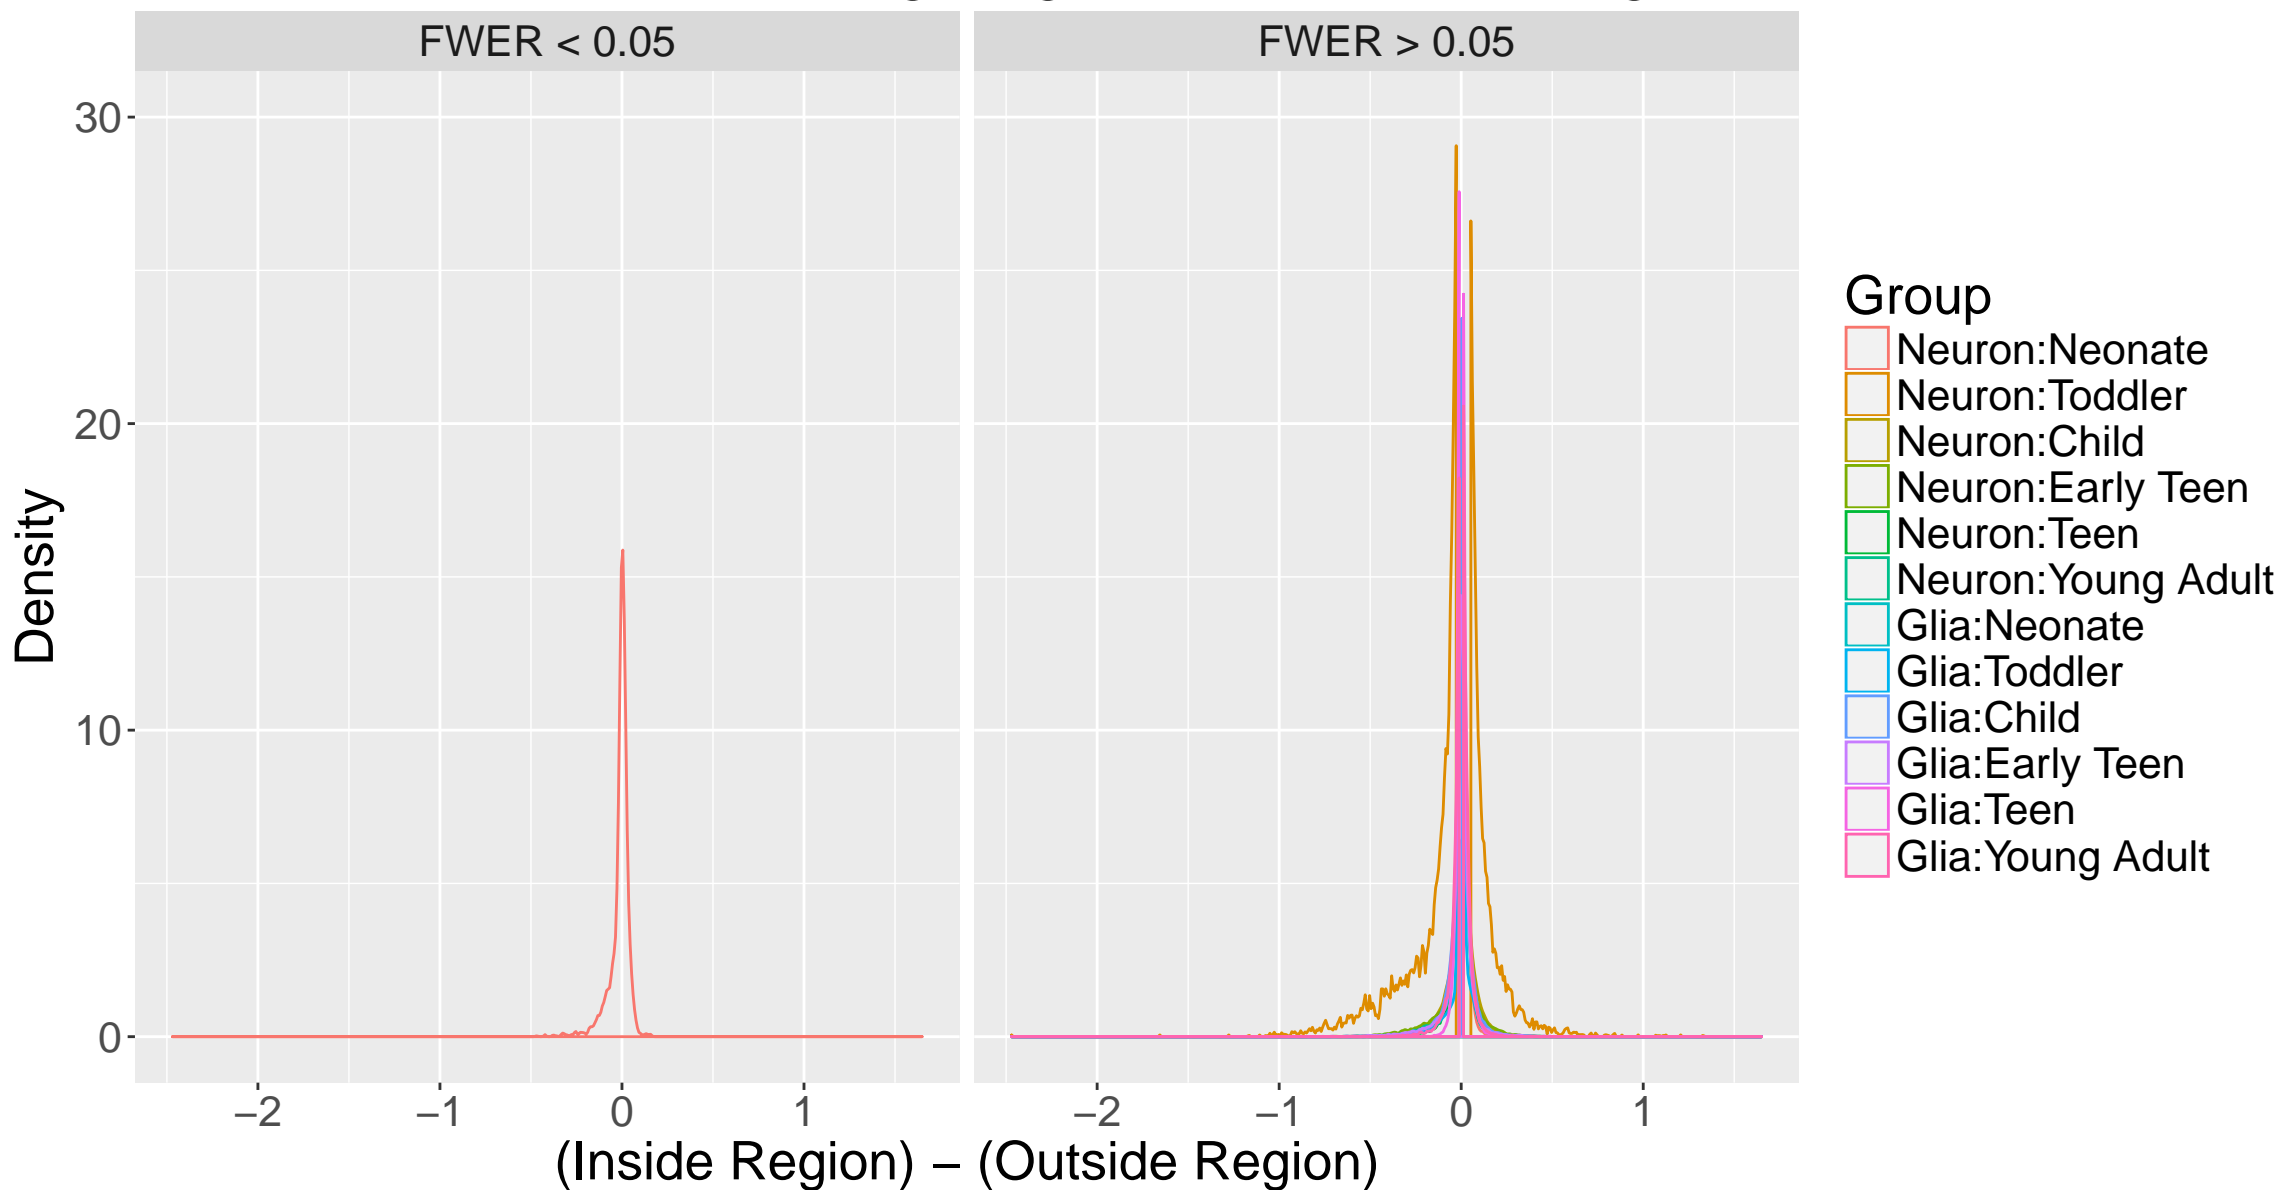 FWER < 0.05
FWER > 0.05
30
20
10
0
Density
−2
−1
0
1
−2
−1
0
1
(Inside Region) − (Outside Region)
Group
Neuron:Neonate
Neuron:Toddler
Neuron:Child
Neuron:Early Teen
Neuron:Teen
Neuron:Young Adult
Glia:Neonate
Glia:Toddler
Glia:Child
Glia:Early Teen
Glia:Teen
Glia:Young Adult